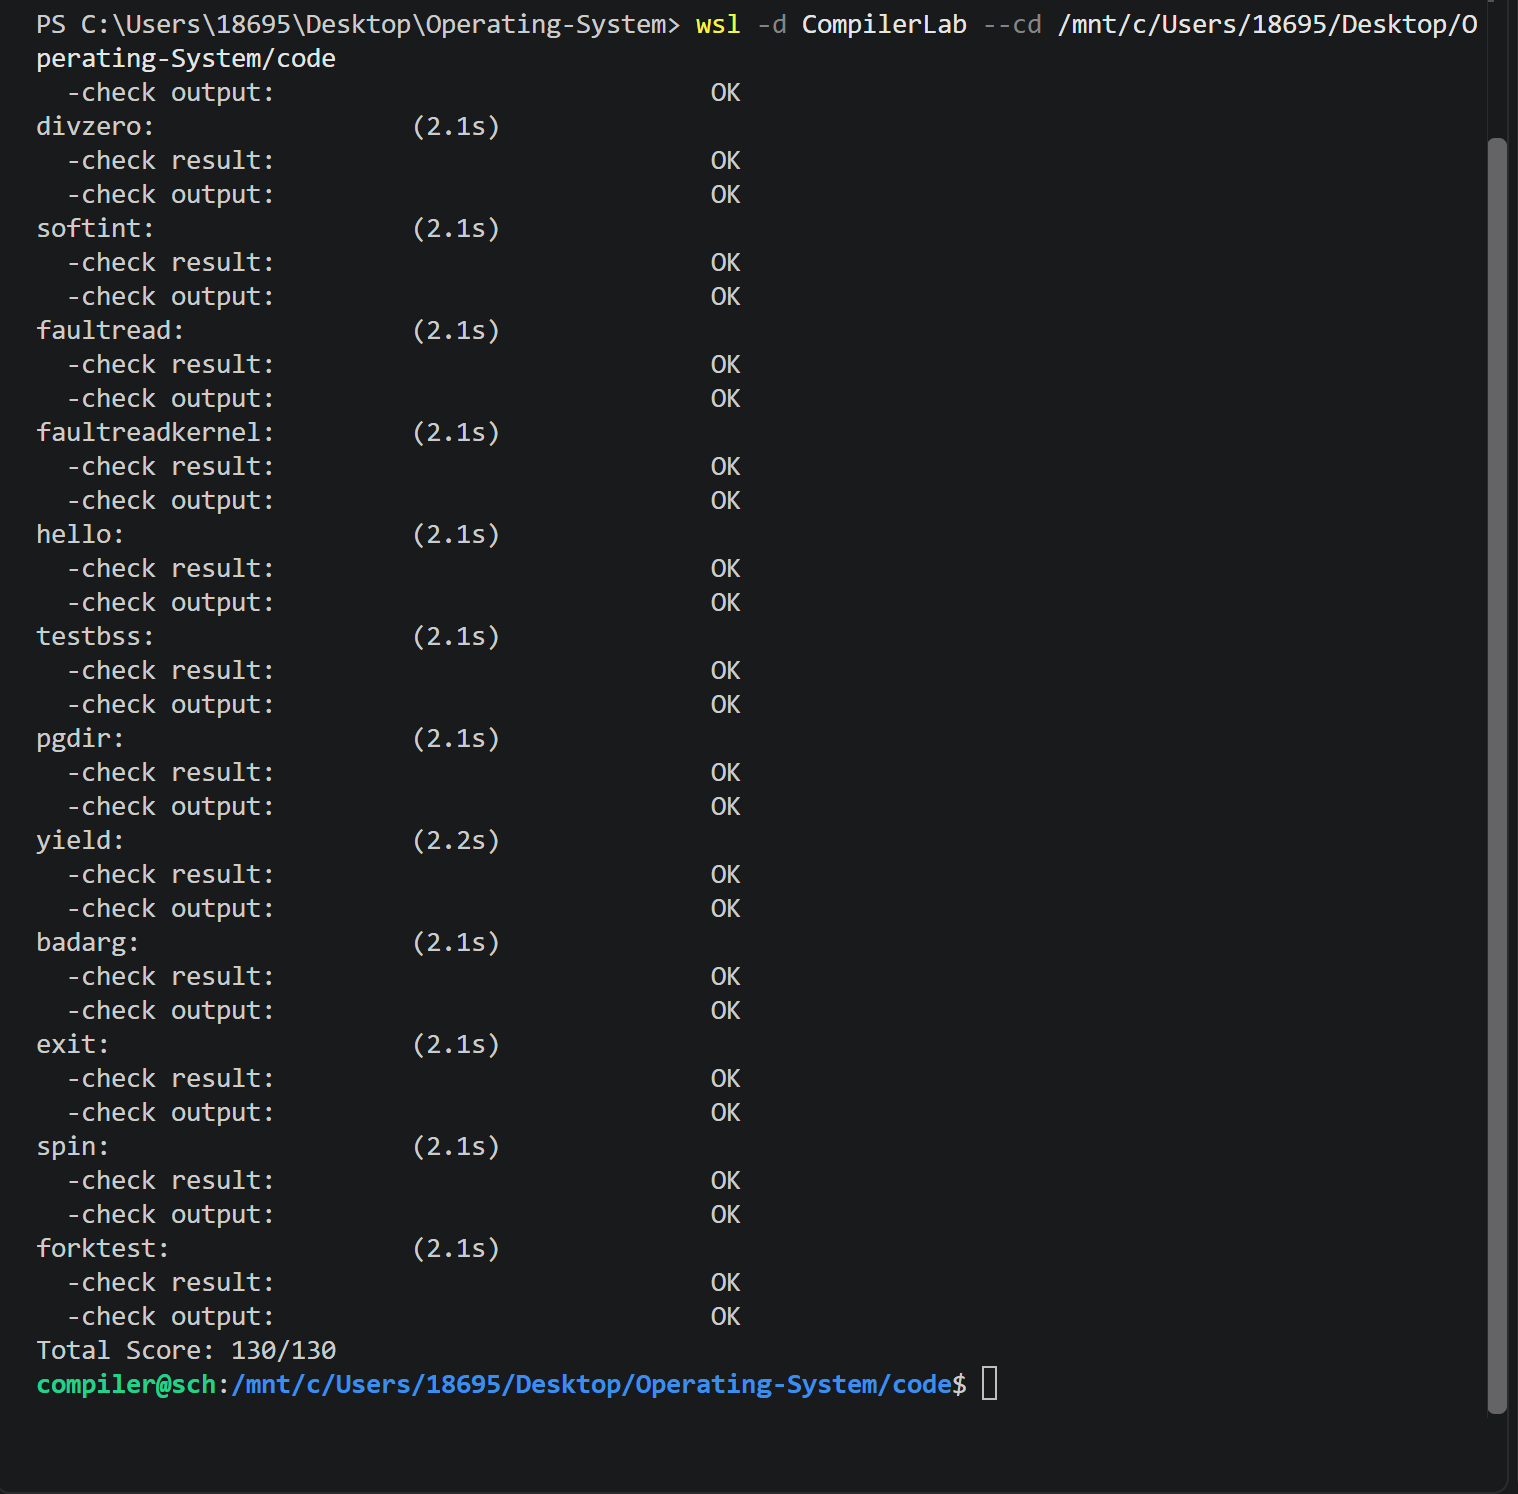 PS C:\Users\18695\Desktop\Operating-System> wsl -d CompilerLab --cd /mnt/c/Users/18695/Desktop/O
perating-System/code
  -check output:                             OK
divzero:                 (2.1s)
  -check result:                             OK
  -check output:                             OK
softint:                 (2.1s)
  -check result:                             OK
  -check output:                             OK
faultread:               (2.1s)
  -check result:                             OK
  -check output:                             OK
faultreadkernel:         (2.1s)
  -check result:                             OK
  -check output:                             OK
hello:                   (2.1s)
  -check result:                             OK
  -check output:                             OK
testbss:                 (2.1s)
  -check result:                             OK
  -check output:                             OK
pgdir:                   (2.1s)
  -check result:                             OK
  -check output:                             OK
yield:                   (2.2s)
  -check result:                             OK
  -check output:                             OK
badarg:                  (2.1s)
  -check result:                             OK
  -check output:                             OK
exit:                    (2.1s)
  -check result:                             OK
  -check output:                             OK
spin:                    (2.1s)
  -check result:                             OK
  -check output:                             OK
forktest:                (2.1s)
  -check result:                             OK
  -check output:                             OK
Total Score: 130/130
compiler@sch:/mnt/c/Users/18695/Desktop/Operating-System/code$